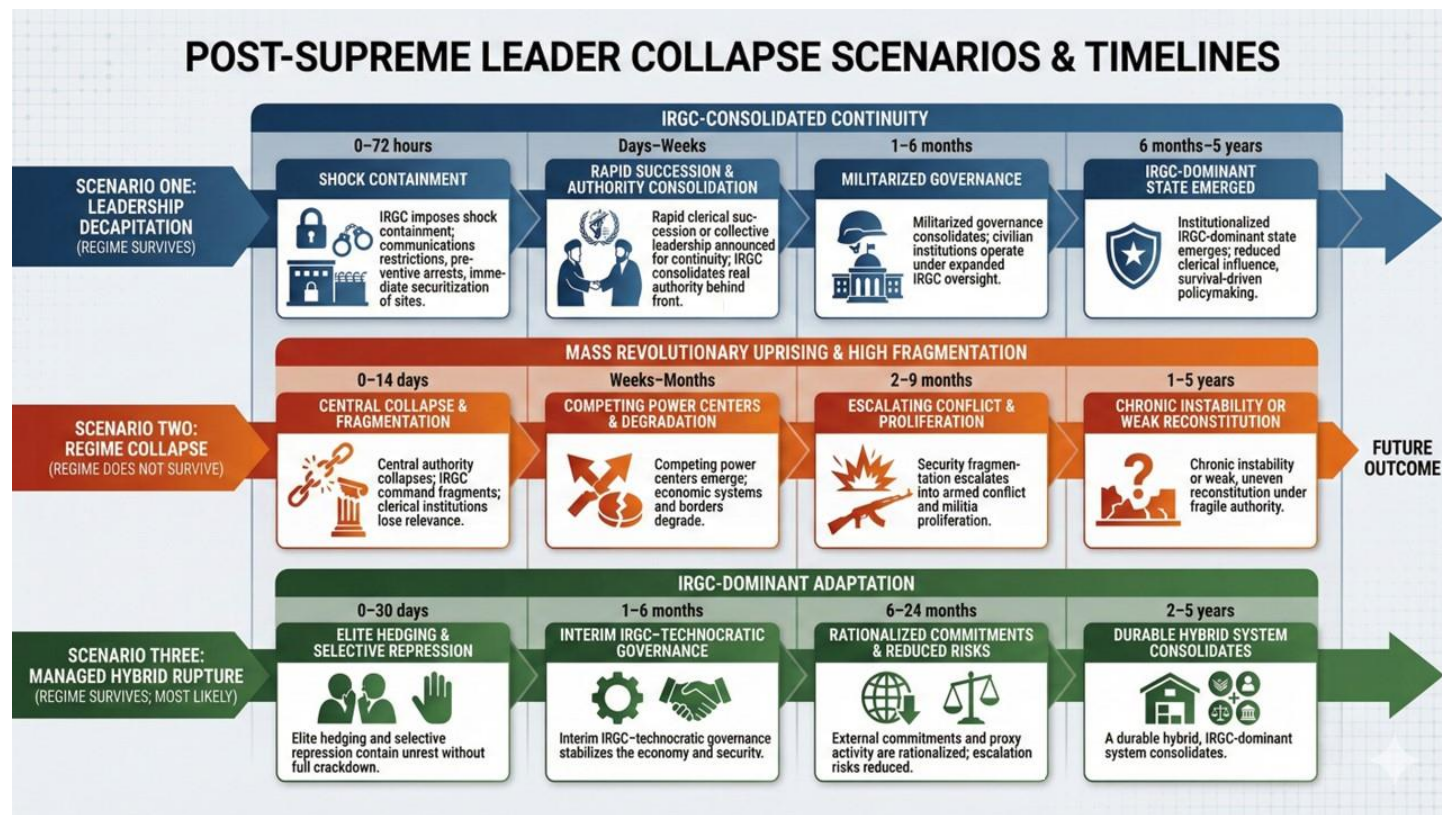 POST-SUPREME LEADER COLLAPSE SCENARIOS & TIMELINES
IRGC-CONSOLIDATED CONTINUITY
SCENARIO ONE:
LEADERSHIP
DECAPITATION
(REGIME SURVIVES)
0–72 hours
SHOCK CONTAINMENT
IRGC imposes shock
containment;
communications
restrictions, pre-
ventive arrests, imme-
diate securitization
of sites.
Days–Weeks
RAPID SUCCESSION &
AUTHORITY CONSOLIDATION
Rapid clerical suc-
cession or collective
leadership announced
for continuity; IRGC
consolidates real
authority behind
front.
1–6 months
MILITARIZED GOVERNANCE
Militarized governance
consolidates; civilian
institutions operate
under expanded
IRGC oversight.
6 months–5 years
IRGC-DOMINANT
STATE EMERGED
Institutionalized
IRGC-dominant state
emerges; reduced
clerical influence,
survival-driven
policymaking.
MASS REVOLUTIONARY UPRISING & HIGH FRAGMENTATION
SCENARIO TWO:
REGIME COLLAPSE
(REGIME DOES NOT SURVIVE)
0–14 days
CENTRAL COLLAPSE &
FRAGMENTATION
Central authority
collapses; IRGC
command fragments;
clerical institutions
lose relevance.
Weeks–Months
COMPETING POWER CENTERS
& DEGRADATION
Competing power
centers emerge;
economic systems
and borders
degrade.
2–9 months
ESCALATING CONFLICT &
PROLIFERATION
Security fragmen-
tation escalates
into armed conflict
and militia
proliferation.
1–5 years
CHRONIC INSTABILITY OR
WEAK RECONSTITUTION
Chronic instability
or weak, uneven
reconstitution under
fragile authority.
FUTURE
OUTCOME
IRGC-DOMINANT ADAPTATION
SCENARIO THREE:
MANAGED HYBRID RUPTURE
(REGIME SURVIVES; MOST LIKELY)
0–30 days
ELITE HEDGING &
SELECTIVE REPRESSION
Elite hedging and selective
repression contain unrest without
full crackdown.
1–6 months
INTERIM IRGC–TECHNOCRATIC
GOVERNANCE
Interim IRGC–technocratic governance
stabilizes the economy and security.
6–24 months
RATIONALIZED COMMITMENTS
& REDUCED RISKS
External commitments and proxy
activity are rationalized; escalation
risks reduced.
2–5 years
DURABLE HYBRID SYSTEM
CONSOLIDATES
A durable hybrid, IRGC-dominant
system consolidates.